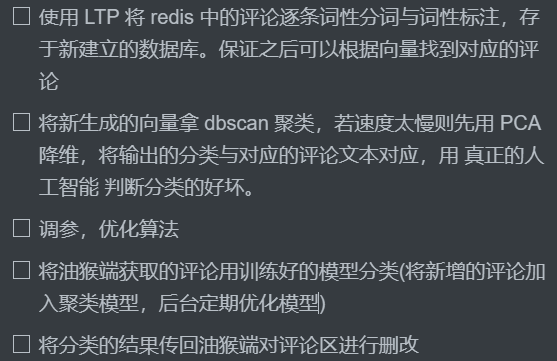 使用 LTP 将 redis 中的评论逐条词性分词与词性标注，存
于新建立的数据库。保证之后可以根据向量找到对应的评
论
将新生成的向量拿 dbscan 聚类，若速度太慢则先用 PCA
降维，将输出的分类与对应的评论文本对应，用 真正的人
工智能 判断分类的好坏。
调参，优化算法
将油猴端获取的评论用训练好的模型分类(将新增的评论加
入聚类模型，后台定期优化模型)
将分类的结果传回油猴端对评论区进行删改